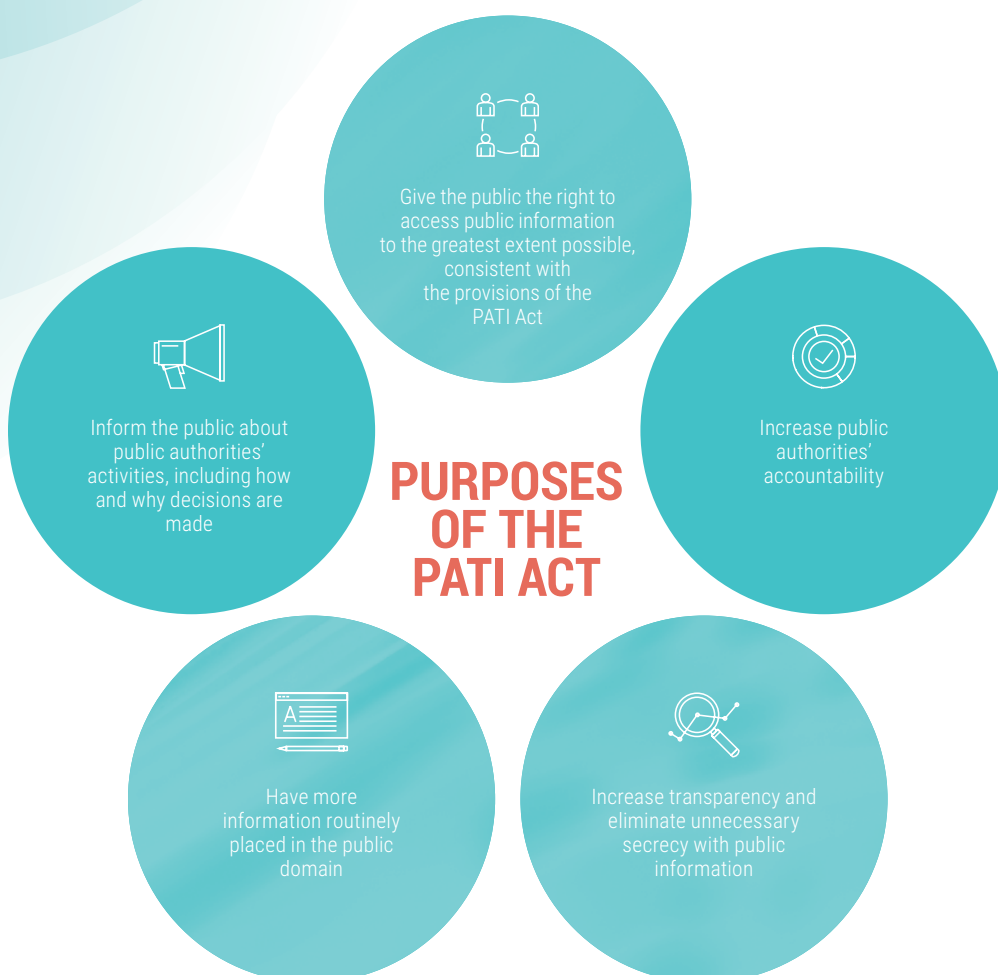 Give the public the right to
access public information
to the greatest extent possible,
consistent with
the provisions of the
PATI Act
Inform the public about
public authorities’
activities, including how
and why decisions are
made
Increase public
authorities’
accountability
PURPOSES
OF THE
PATI ACT
A
Have more
information routinely
placed in the public
domain
Increase transparency and
eliminate unnecessary
secrecy with public
information